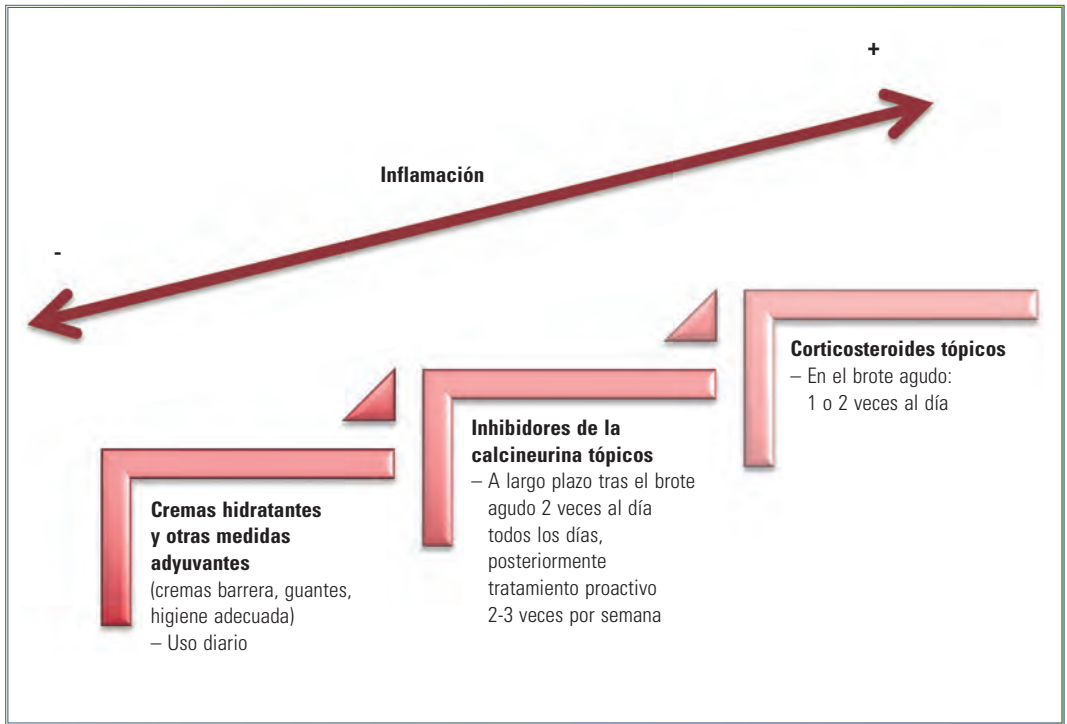 +
Inflamación
-
Corticosteroides tópicos
– En el brote agudo:
1 o 2 veces al día
Inhibidores de la
calcineurina tópicos
– A largo plazo tras el brote
agudo 2 veces al día
todos los días,
posteriormente
tratamiento proactivo
2-3 veces por semana
Cremas hidratantes
y otras medidas
adyuvantes
(cremas barrera, guantes,
higiene adecuada)
– Uso diario